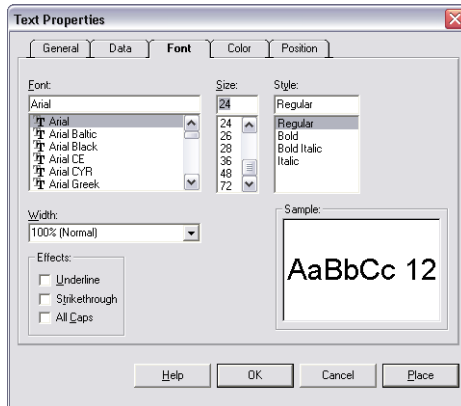 Text Properties
General Data Font Color Position
Font: Size: Style:
Arial 24 Regular
Arial 24 Regular
Arial Baltic 26 Bold
Arial Black 28 Bold Italic
Arial CE 36 Italic
Arial CYR 48
Arial Greek 72
Width: Sample:
100% (Normal)
AaBbCc 12
Effects:
Underline
Strikethrough
All Caps
Help OK Cancel Place